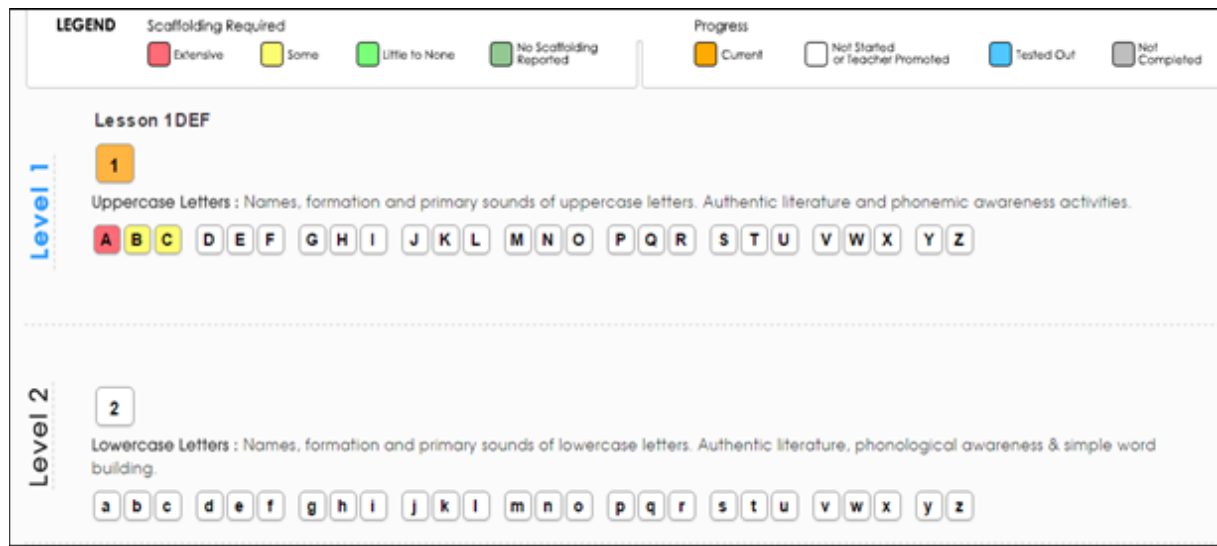 LEGEND Scaffolding Required Progress
Extensive Some Little to None No Scaffolding Reported Current Not Started or Teacher Promoted Tested Out Not Completed
Lesson 1DEF
Level 1
1
Uppercase Letters : Names, formation and primary sounds of uppercase letters. Authentic literature and phonemic awareness activities.
A B C D E F G H I J K L M N O P Q R S T U V W X Y Z
Level 2
2
Lowercase Letters : Names, formation and primary sounds of lowercase letters. Authentic literature, phonological awareness & simple word
building.
a b c d e f g h i j k l m n o p q r s t u v w x y z